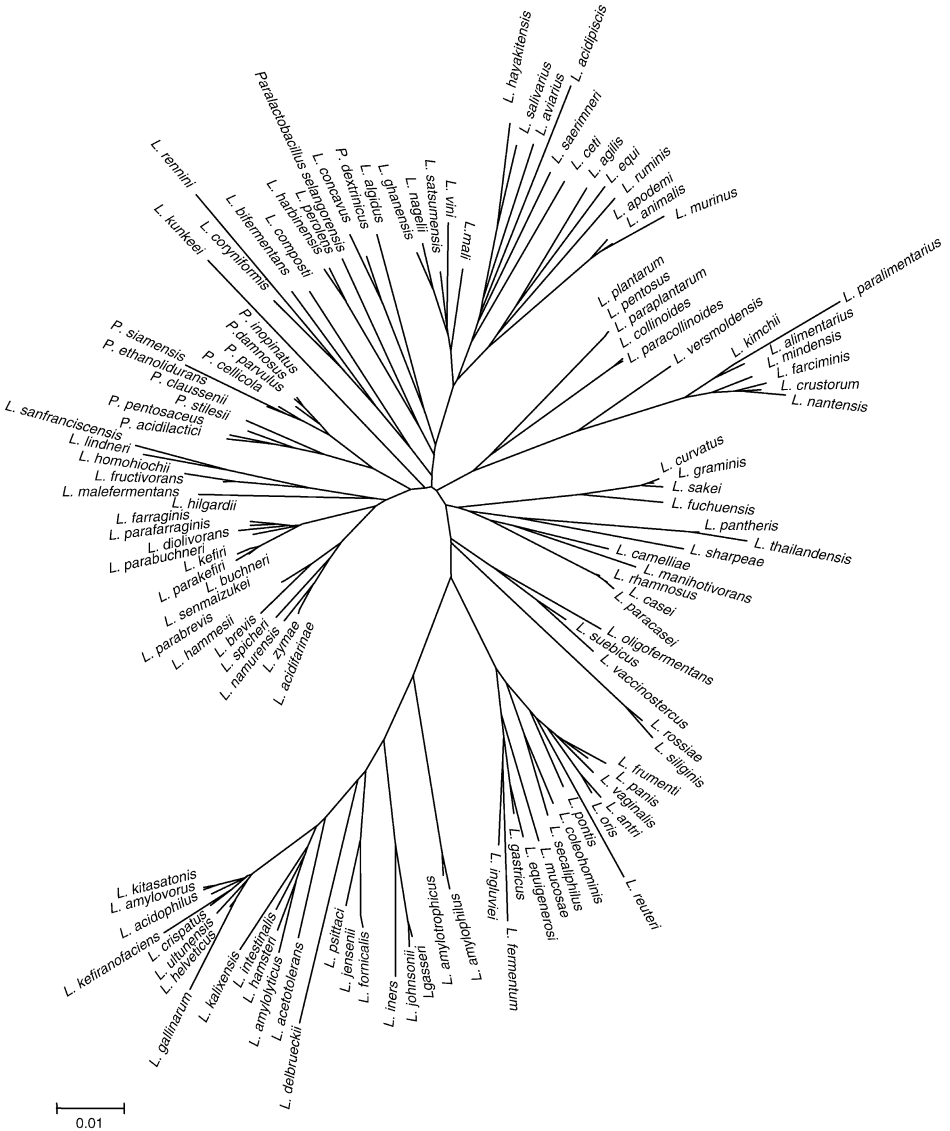 L. hayakitensis
L. salivarius
L. aviarius
L. acidipiscis
L. saerimneri
L. ceti
L. agilis
L. equi
L. ruminis
L. apodemi
L. animalis
L. murinus
L. plantarum
L. pentosus
L. paraplantarum
L. collinoides
L. paracollinoides
L. versmoldensis
L. kimchii
L. paralimentarius
L. alimentarius
L. mindensis
L. farciminis
L. crustorum
L. nantensis
L. curvatus
L. graminis
L. sakei
L. fuchuensis
L. pantheris
L. thailandensis
L. sharpeae
L. camelliae
L. manihotivorans
L. rhamnosus
L. casei
L. paracasei
L. oligofermentans
L. suebicus
L. vaccinostercus
L. rossiae
L. siliginis
L. frumenti
L. panis
L. vaginalis
L. antri
L. oris
L. reuteri
L. pontis
L. coleohominis
L. secaliphilus
L. mucosae
L. equigenerosi
L. gastricus
L. fermentum
L. ingluviei
L. amylophilus
L. amylotrophicus
Lgasseri
L. johnsonii
L. iners
L. fornicalis
L. jensenii
L. psittaci
L. delbrueckii
L. acetotolerans
L. amylolyticus
L. hamsteri
L. intestinalis
L. kalixensis
L. gallinarum
L. helveticus
L. ultunensis
L. crispatus
L. kefiranofaciens
L. acidophilus
L. amylovorus
L. kitasatonis
L. acidifarinae
L. zymae
L. namurensis
L. spicheri
L. brevis
L. hammesii
L. parabrevis
L. senmaizukei
L. buchneri
L. parakefiri
L. kefiri
L. parabuchneri
L. diolivorans
L. parafarraginis
L. farraginis
L. hilgardii
L. malefermentans
L. fructivorans
L. homohiochii
L. lindneri
L. sanfranciscensis
P. acidilactici
P. pentosaceus
P. stilesii
P. claussenii
P. ethanolidurans
P. siamensis
P. cellicola
P. parvulus
P.damnosus
P. inopinatus
L. kunkeei
L. rennini
L. coryniformis
L. bifermentans
L. composti
L. harbinensis
L. perolens
Paralactobacillus selangorensis
L. concavus
P. dextrinicus
L. algidus
L. ghanensis
L. nagelii
L. satsumensis
L. vini
L.mali
0.01